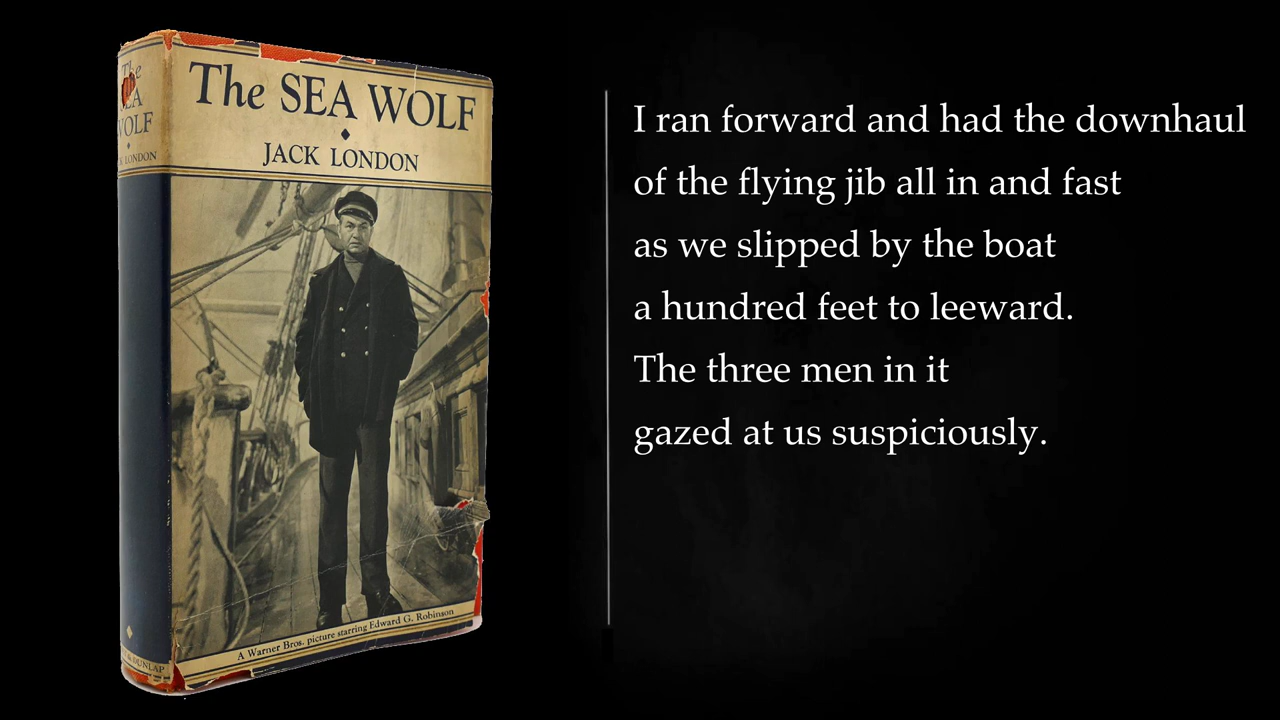 The SEA WOLF
JACK LONDON
A Warner Bros. picture starring Edward G. Robinson
The
WOLF
LONDON
DUNLAP
I ran forward and had the downhaul
of the flying jib all in and fast
as we slipped by the boat
a hundred feet to leeward.
The three men in it
gazed at us suspiciously.